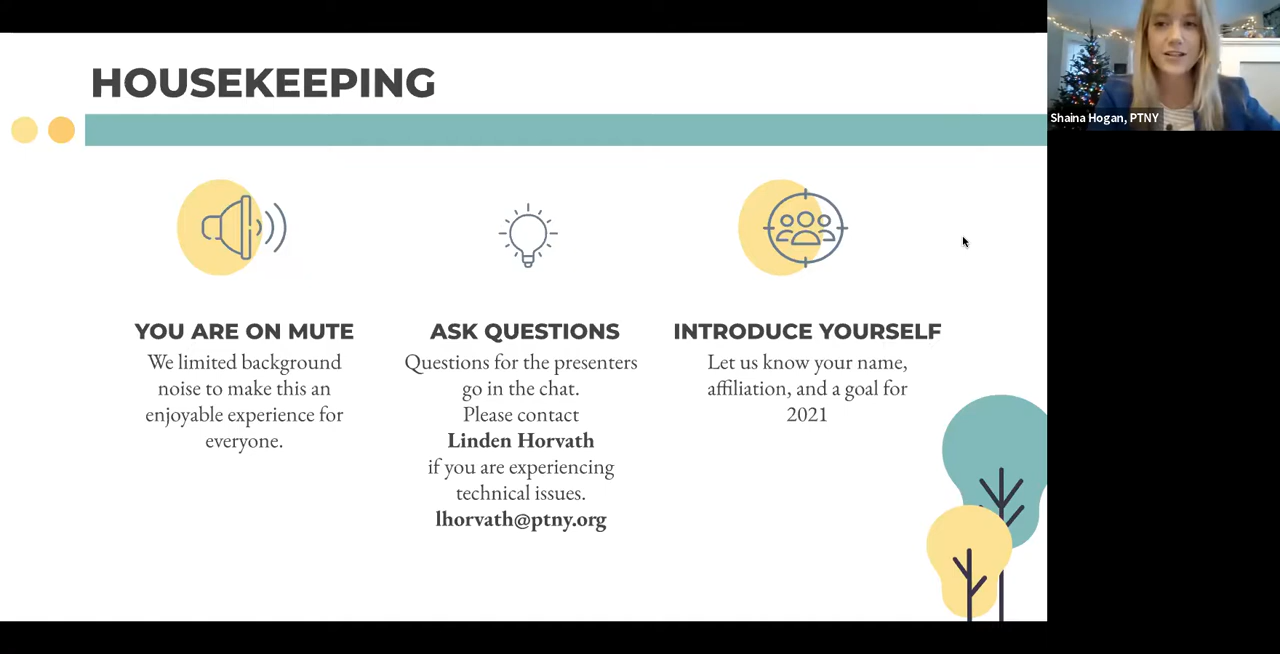 HOUSEKEEPING
Shaina Hogan, PTNY
YOU ARE ON MUTE
We limited background
noise to make this an
enjoyable experience for
everyone.
ASK QUESTIONS
Questions for the presenters
go in the chat.
Please contact
Linden Horvath
if you are experiencing
technical issues.
lhorvath@ptny.org
INTRODUCE YOURSELF
Let us know your name,
affiliation, and a goal for
2021